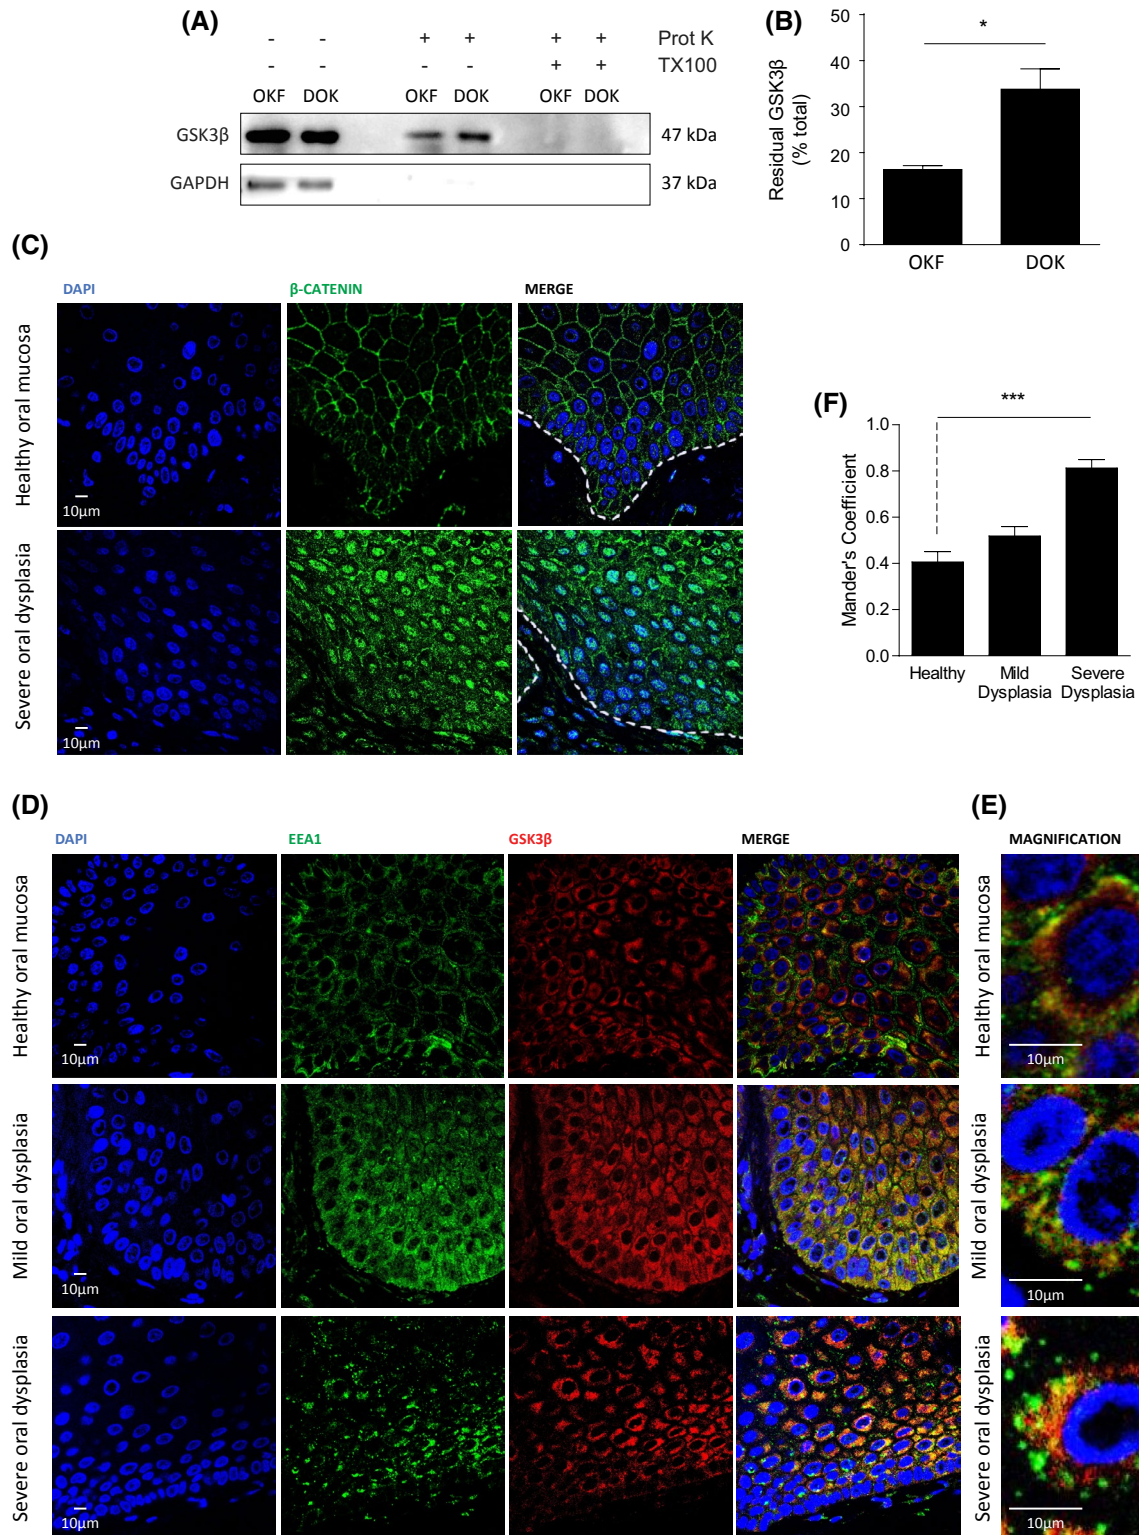 (A)
- - + + + + Prot K
- - - - + + TX100
OKF DOK OKF DOK OKF DOK
GSK3β 47 kDa
GAPDH 37 kDa
(B)
*
Residual GSK3β
(% total)
50
40
30
20
10
0
OKF DOK
(C)
DAPI β-CATENIN MERGE
Healthy oral mucosa
10μm
Severe oral dysplasia
10μm
(F)
***
Mander's Coefficient
1.0
0.8
0.6
0.4
0.2
0.0
Healthy Mild Severe
Dysplasia Dysplasia
(D)
DAPI EEA1 GSK3β MERGE
Healthy oral mucosa
10μm
Mild oral dysplasia
10μm
Severe oral dysplasia
10μm
(E)
MAGNIFICATION
Healthy oral mucosa
10μm
Mild oral dysplasia
10μm
Severe oral dysplasia
10μm